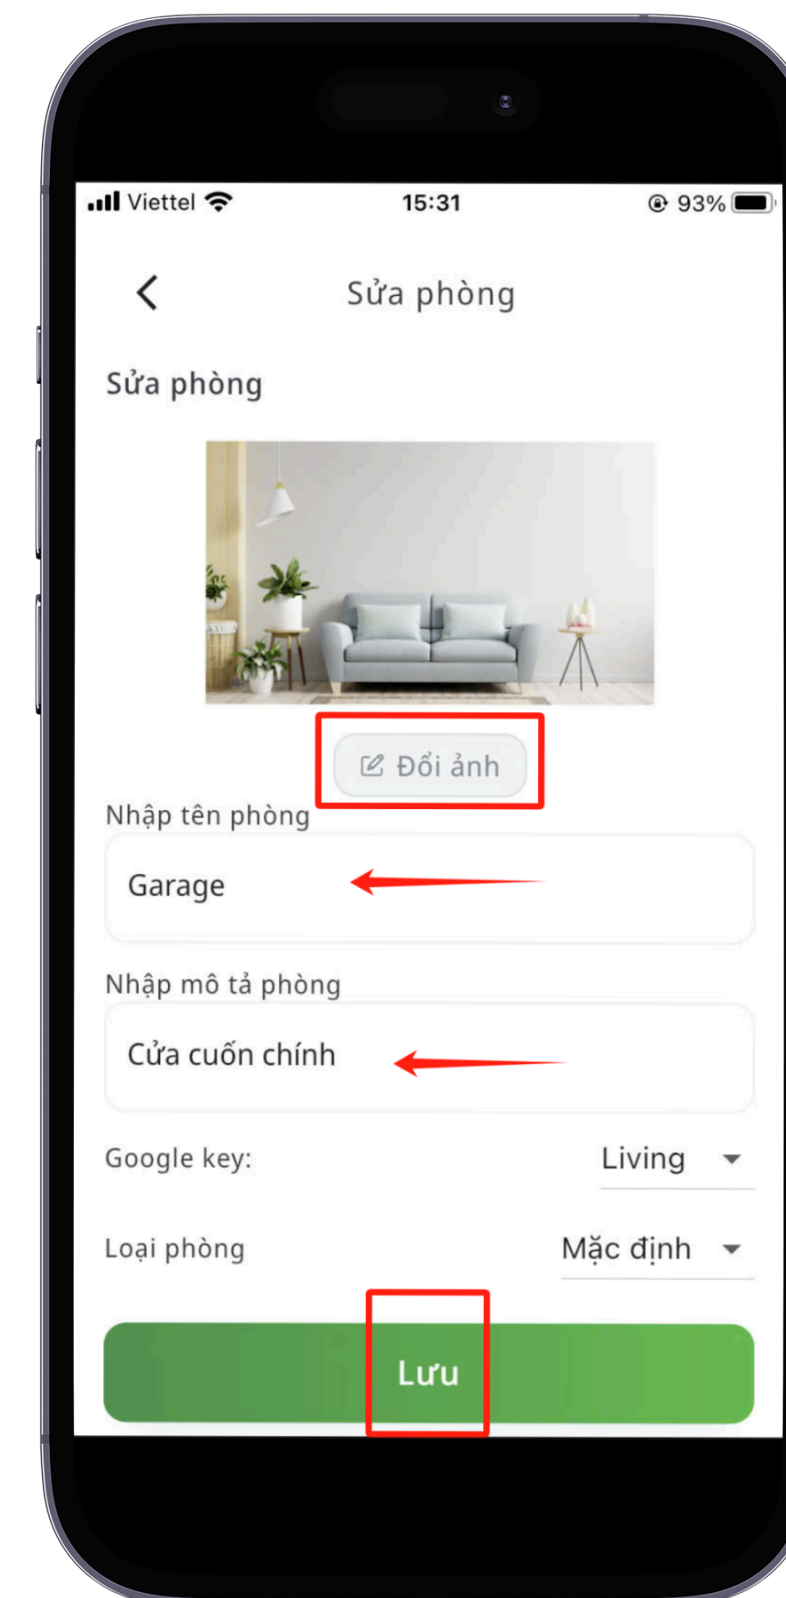 Viettel 15:31 93%
Sửa phòng
Sửa phòng
Đổi ảnh
Nhập tên phòng
Garage
Nhập mô tả phòng
Cửa cuốn chính
Google key: Living
Loại phòng Mặc định
Lưu